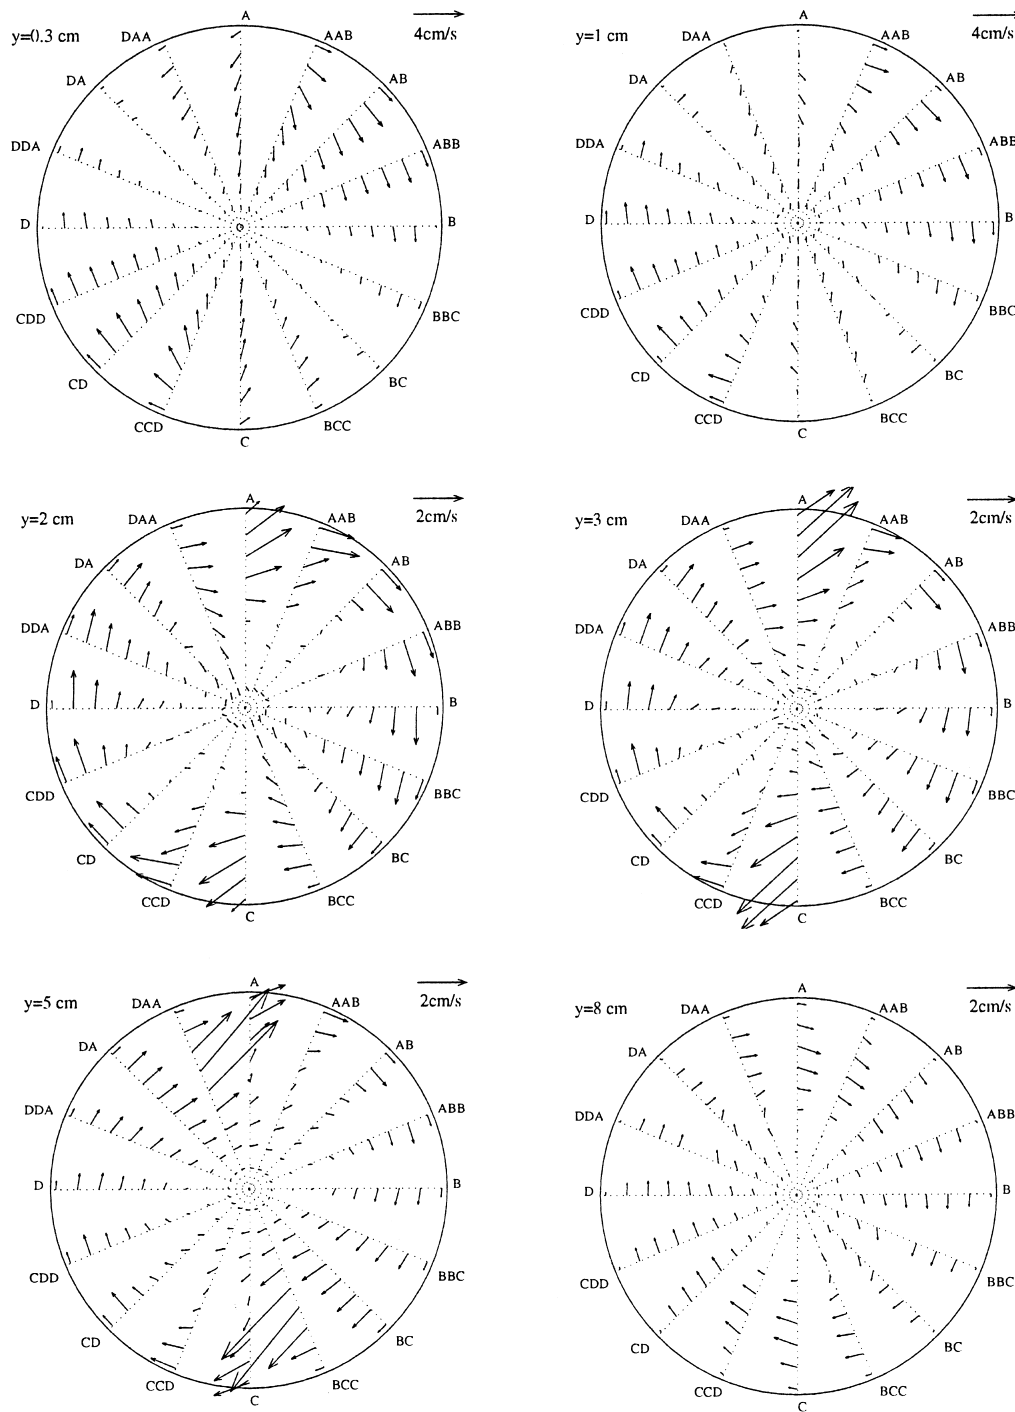 y=0.3 cm
4cm/s
A
AAB
AB
ABB
B
BBC
BC
BCC
C
CCD
CD
CDD
D
DDA
DA
DAA
y=1 cm
4cm/s
A
AAB
AB
ABB
B
BBC
BC
BCC
C
CCD
CD
CDD
D
DDA
DA
DAA
y=2 cm
2cm/s
A
AAB
AB
ABB
B
BBC
BC
BCC
C
CCD
CD
CDD
D
DDA
DA
DAA
y=3 cm
2cm/s
A
AAB
AB
ABB
B
BBC
BC
BCC
C
CCD
CD
CDD
D
DDA
DA
DAA
y=5 cm
2cm/s
A
AAB
AB
ABB
B
BBC
BC
BCC
C
CCD
CD
CDD
D
DDA
DA
DAA
y=8 cm
2cm/s
A
AAB
AB
ABB
B
BBC
BC
BCC
C
CCD
CD
CDD
D
DDA
DA
DAA